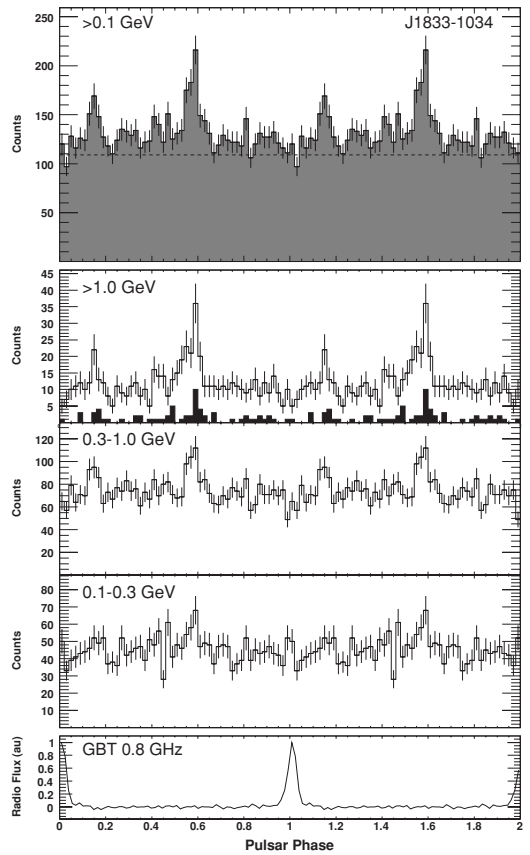 >0.1 GeV
J1833-1034
250
200
150
100
50
Counts
>1.0 GeV
45
40
35
30
25
20
15
10
5
Counts
0.3-1.0 GeV
120
100
80
60
40
20
Counts
0.1-0.3 GeV
80
70
60
50
40
30
20
10
Counts
GBT 0.8 GHz
1
0.8
0.6
0.4
0.2
0
Radio Flux (au)
0 0.2 0.4 0.6 0.8 1 1.2 1.4 1.6 1.8 2
Pulsar Phase